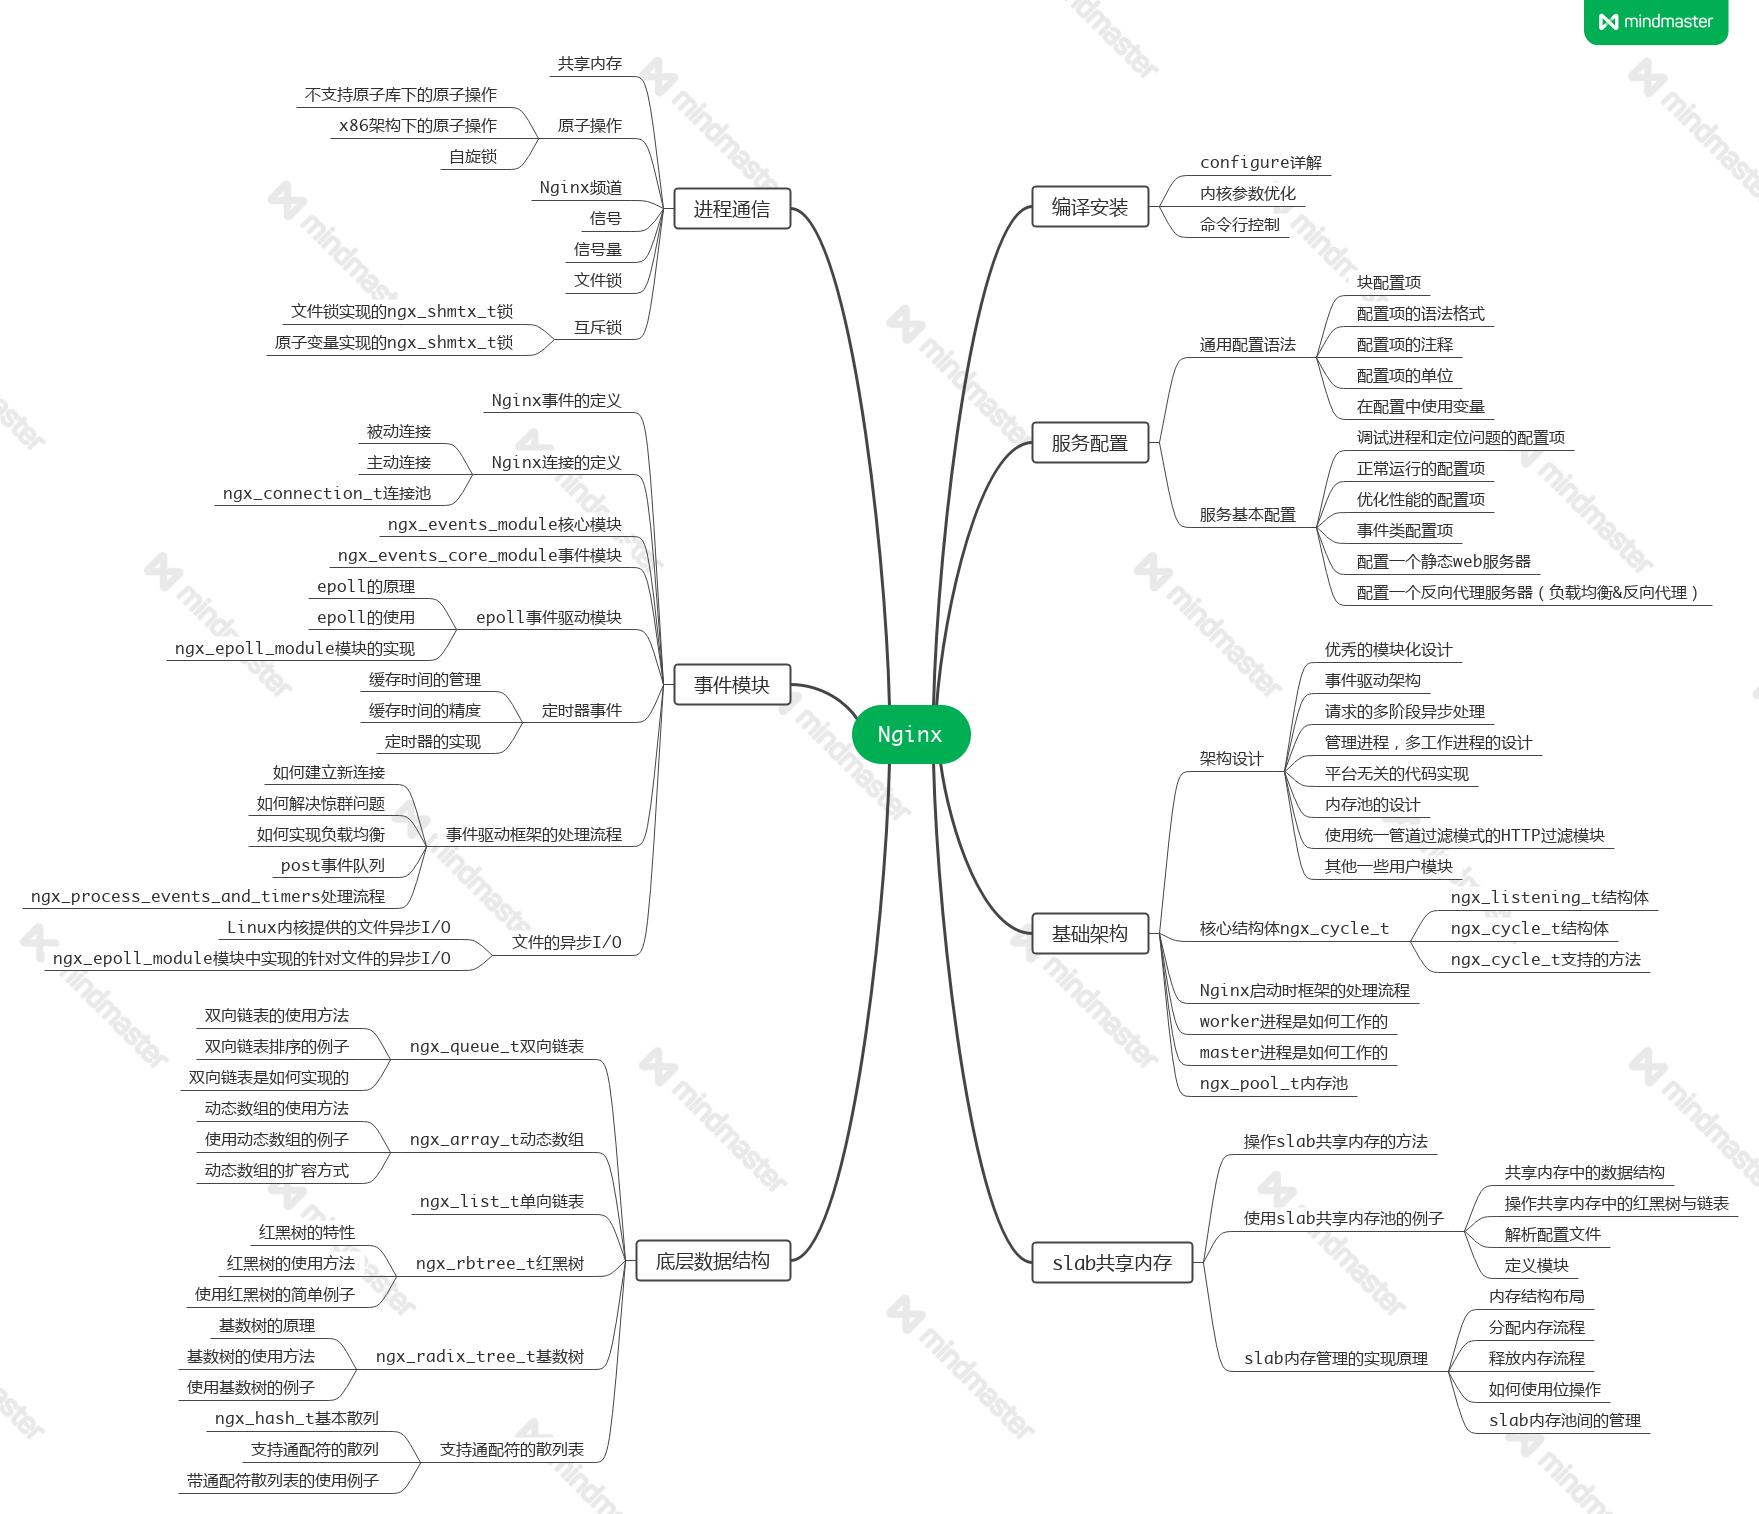 mindmaster
Nginx
编译安装
configure详解
内核参数优化
命令行控制
服务配置
通用配置语法
块配置项
配置项的语法格式
配置项的注释
配置项的单位
在配置中使用变量
服务基本配置
调试进程和定位问题的配置项
正常运行的配置项
优化性能的配置项
事件类配置项
配置一个静态web服务器
配置一个反向代理服务器（负载均衡&反向代理）
基础架构
架构设计
优秀的模块化设计
事件驱动架构
请求的多阶段异步处理
管理进程，多工作进程的设计
平台无关的代码实现
内存池的设计
使用统一管道过滤模式的HTTP过滤模块
其他一些用户模块
核心结构体ngx_cycle_t
ngx_listening_t结构体
ngx_cycle_t结构体
ngx_cycle_t支持的方法
Nginx启动时框架的处理流程
worker进程是如何工作的
master进程是如何工作的
ngx_pool_t内存池
slab共享内存
操作slab共享内存的方法
使用slab共享内存池的例子
共享内存中的数据结构
操作共享内存中的红黑树与链表
解析配置文件
定义模块
slab内存管理的实现原理
内存结构布局
分配内存流程
释放内存流程
如何使用位操作
slab内存池间的管理
进程通信
共享内存
原子操作
不支持原子库下的原子操作
x86架构下的原子操作
自旋锁
Nginx频道
信号
信号量
文件锁
互斥锁
文件锁实现的ngx_shmtx_t锁
原子变量实现的ngx_shmtx_t锁
事件模块
Nginx事件的定义
Nginx连接的定义
被动连接
主动连接
ngx_connection_t连接池
ngx_events_module核心模块
ngx_events_core_module事件模块
epoll事件驱动模块
epoll的原理
epoll的使用
ngx_epoll_module模块的实现
定时器事件
缓存时间的管理
缓存时间的精度
定时器的实现
事件驱动框架的处理流程
如何建立新连接
如何解决惊群问题
如何实现负载均衡
post事件队列
ngx_process_events_and_timers处理流程
文件的异步I/O
Linux内核提供的文件异步I/O
ngx_epoll_module模块中实现的针对文件的异步I/O
底层数据结构
ngx_queue_t双向链表
双向链表的使用方法
双向链表排序的例子
双向链表是如何实现的
ngx_array_t动态数组
动态数组的使用方法
使用动态数组的例子
动态数组的扩容方式
ngx_list_t单向链表
ngx_rbtree_t红黑树
红黑树的特性
红黑树的使用方法
使用红黑树的简单例子
ngx_radix_tree_t基数树
基数树的原理
基数树的使用方法
使用基数树的例子
支持通配符的散列表
ngx_hash_t基本散列
支持通配符的散列
带通配符散列表的使用例子